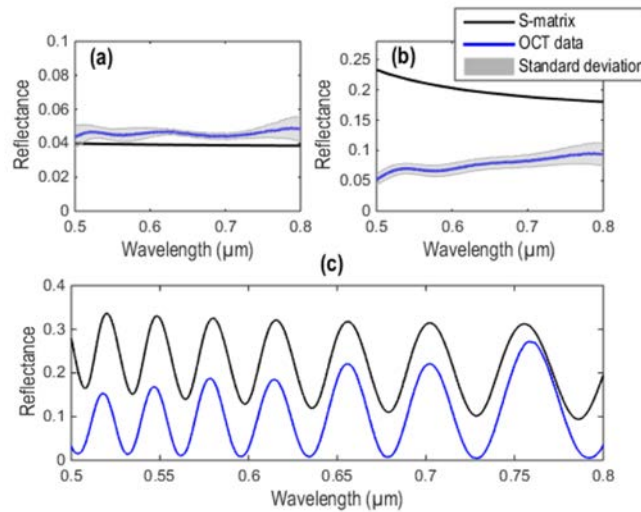 S-matrix
OCT data
Standard deviation
(a)
0.1
0.08
0.06
0.04
0.02
0
Reflectance
0.5 0.6 0.7 0.8
Wavelength (µm)
(b)
0.25
0.2
0.15
0.1
0.05
0
Reflectance
0.5 0.6 0.7 0.8
Wavelength (µm)
(c)
0.4
0.3
0.2
0.1
0
Reflectance
0.5 0.55 0.6 0.65 0.7 0.75 0.8
Wavelength (µm)